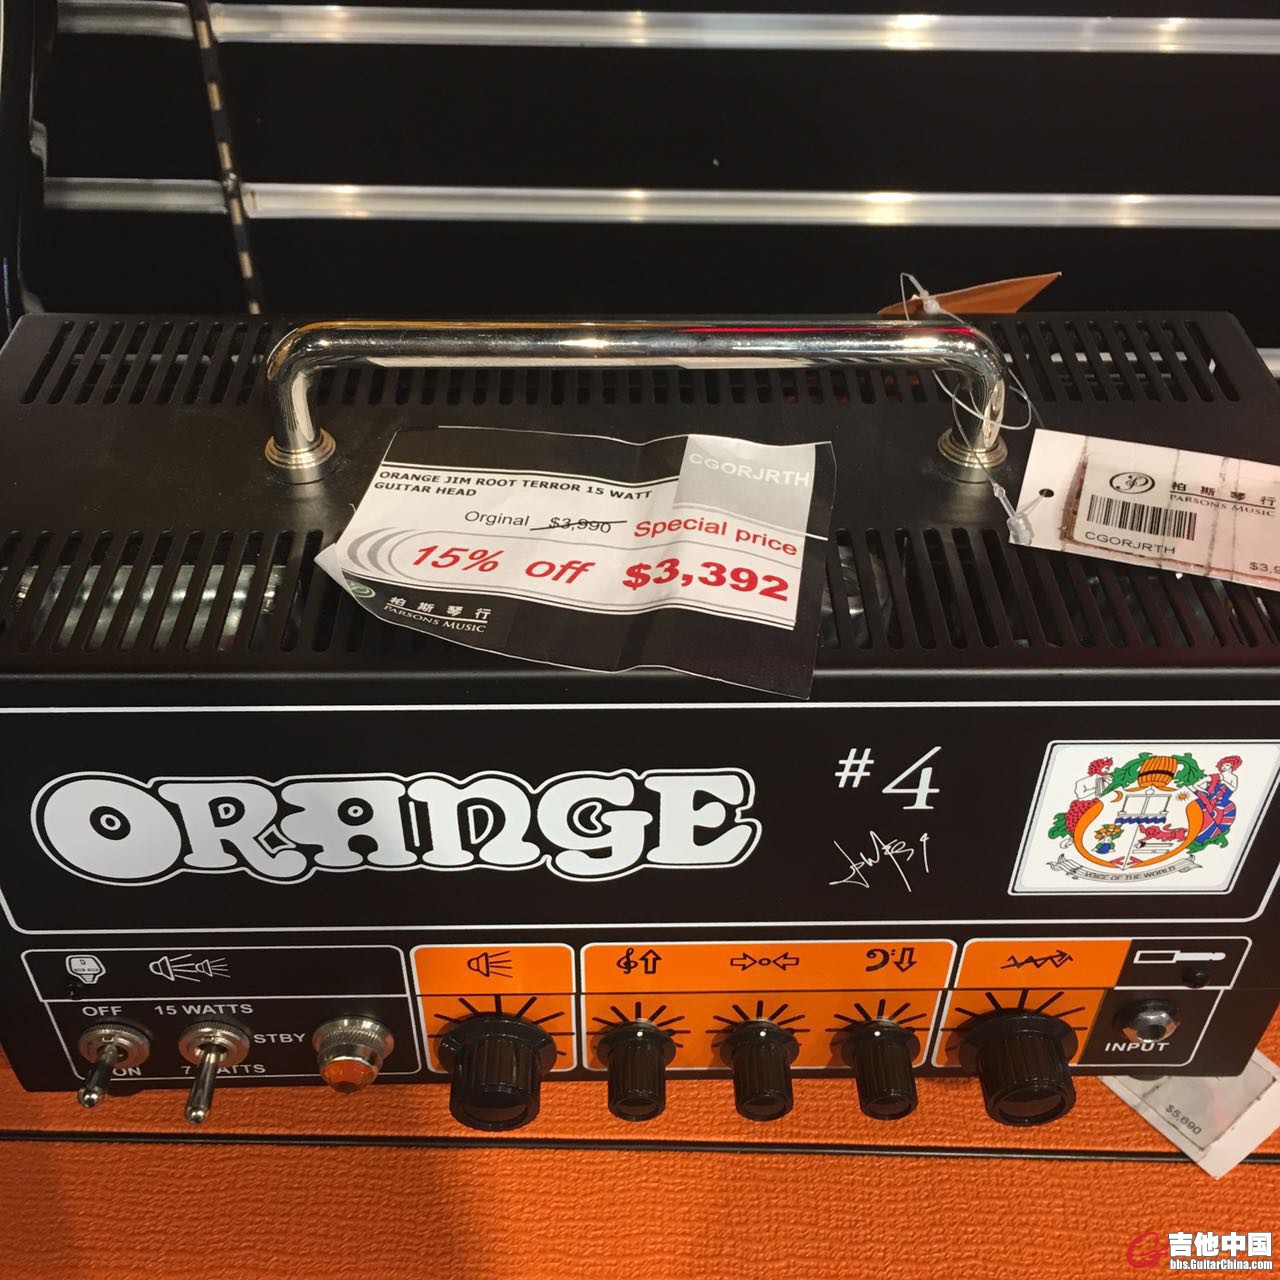 CGORJRTH
ORANGE JIM ROOT TERROR 15 WATT
GUITAR HEAD
Orginal $3,990 Special price
15% off $3,392
柏斯琴行
PARSONS MUSIC
柏斯琴行
PARSONS MUSIC
CGORJRTH
ORANGE
#4
VOICE OF THE WORLD
OFF 15 WATTS
STBY
ON 7 WATTS
INPUT
$5,690
吉他中国
bbs.GuitarChina.com